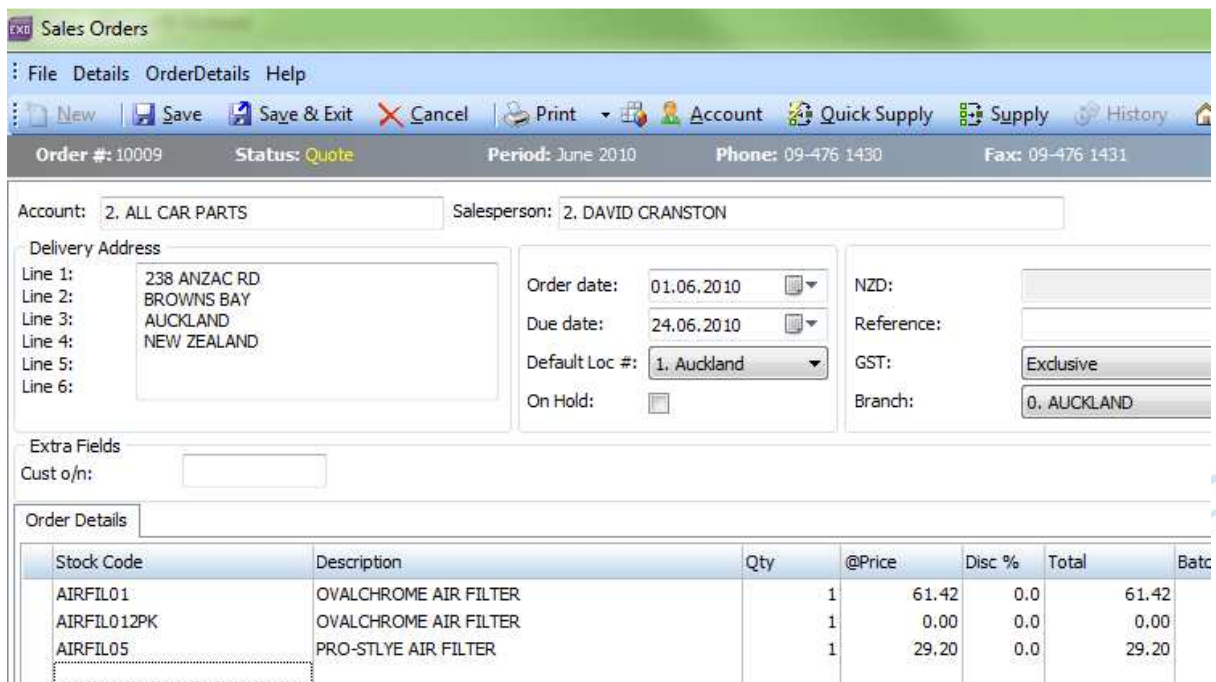 EXO Sales Orders
File Details OrderDetails Help
New Save Save & Exit Cancel Print Account Quick Supply Supply History
Order #: 10009 Status: Quote Period: June 2010 Phone: 09-476 1430 Fax: 09-476 1431
Account: 2. ALL CAR PARTS Salesperson: 2. DAVID CRANSTON
Delivery Address
Line 1: 238 ANZAC RD
Line 2: BROWNS BAY
Line 3: AUCKLAND
Line 4: NEW ZEALAND
Line 5:
Line 6:
Order date: 01.06.2010
Due date: 24.06.2010
Default Loc #: 1. Auckland
On Hold:
NZD:
Reference:
GST: Exclusive
Branch: 0. AUCKLAND
Extra Fields
Cust o/n:
Order Details
Stock Code Description Qty @Price Disc % Total Batc
AIRFIL01 OVALCHROME AIR FILTER 1 61.42 0.0 61.42
AIRFIL012PK OVALCHROME AIR FILTER 1 0.00 0.0 0.00
AIRFIL05 PRO-STLYE AIR FILTER 1 29.20 0.0 29.20